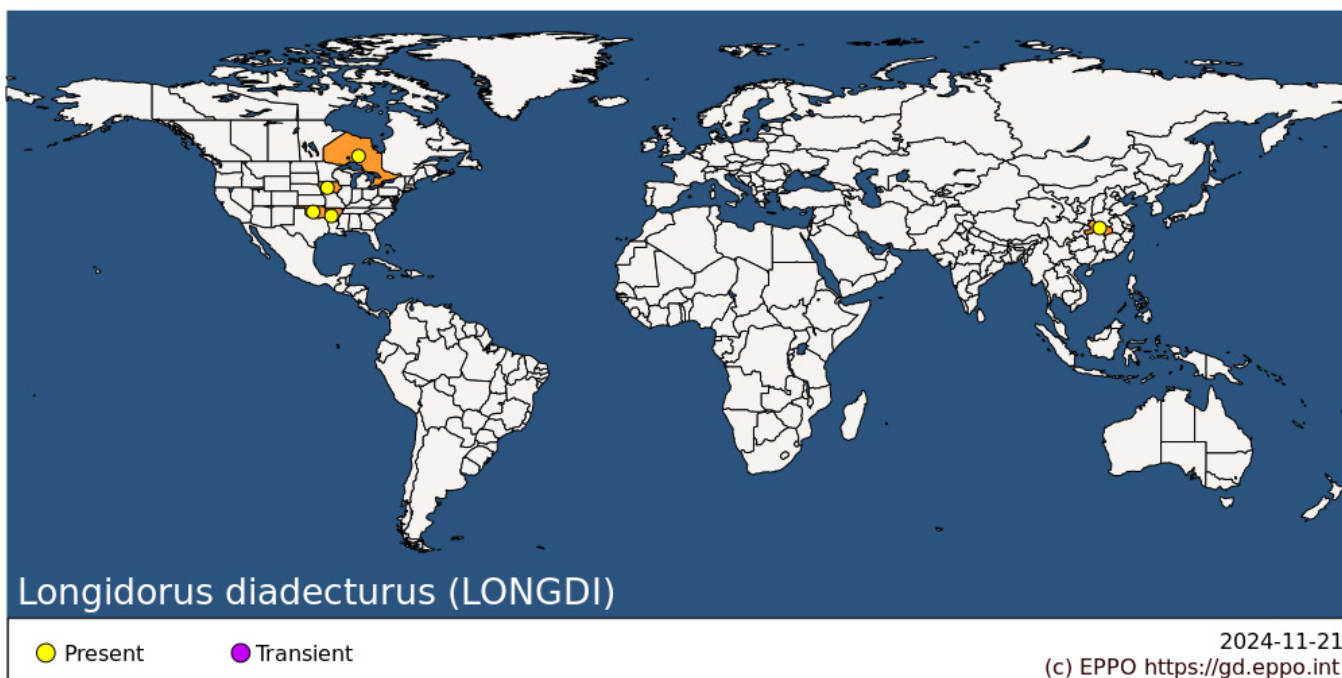 Longidorus diadecturus (LONGDI)
Present
Transient
2024-11-21
(c) EPPO https://gd.eppo.int